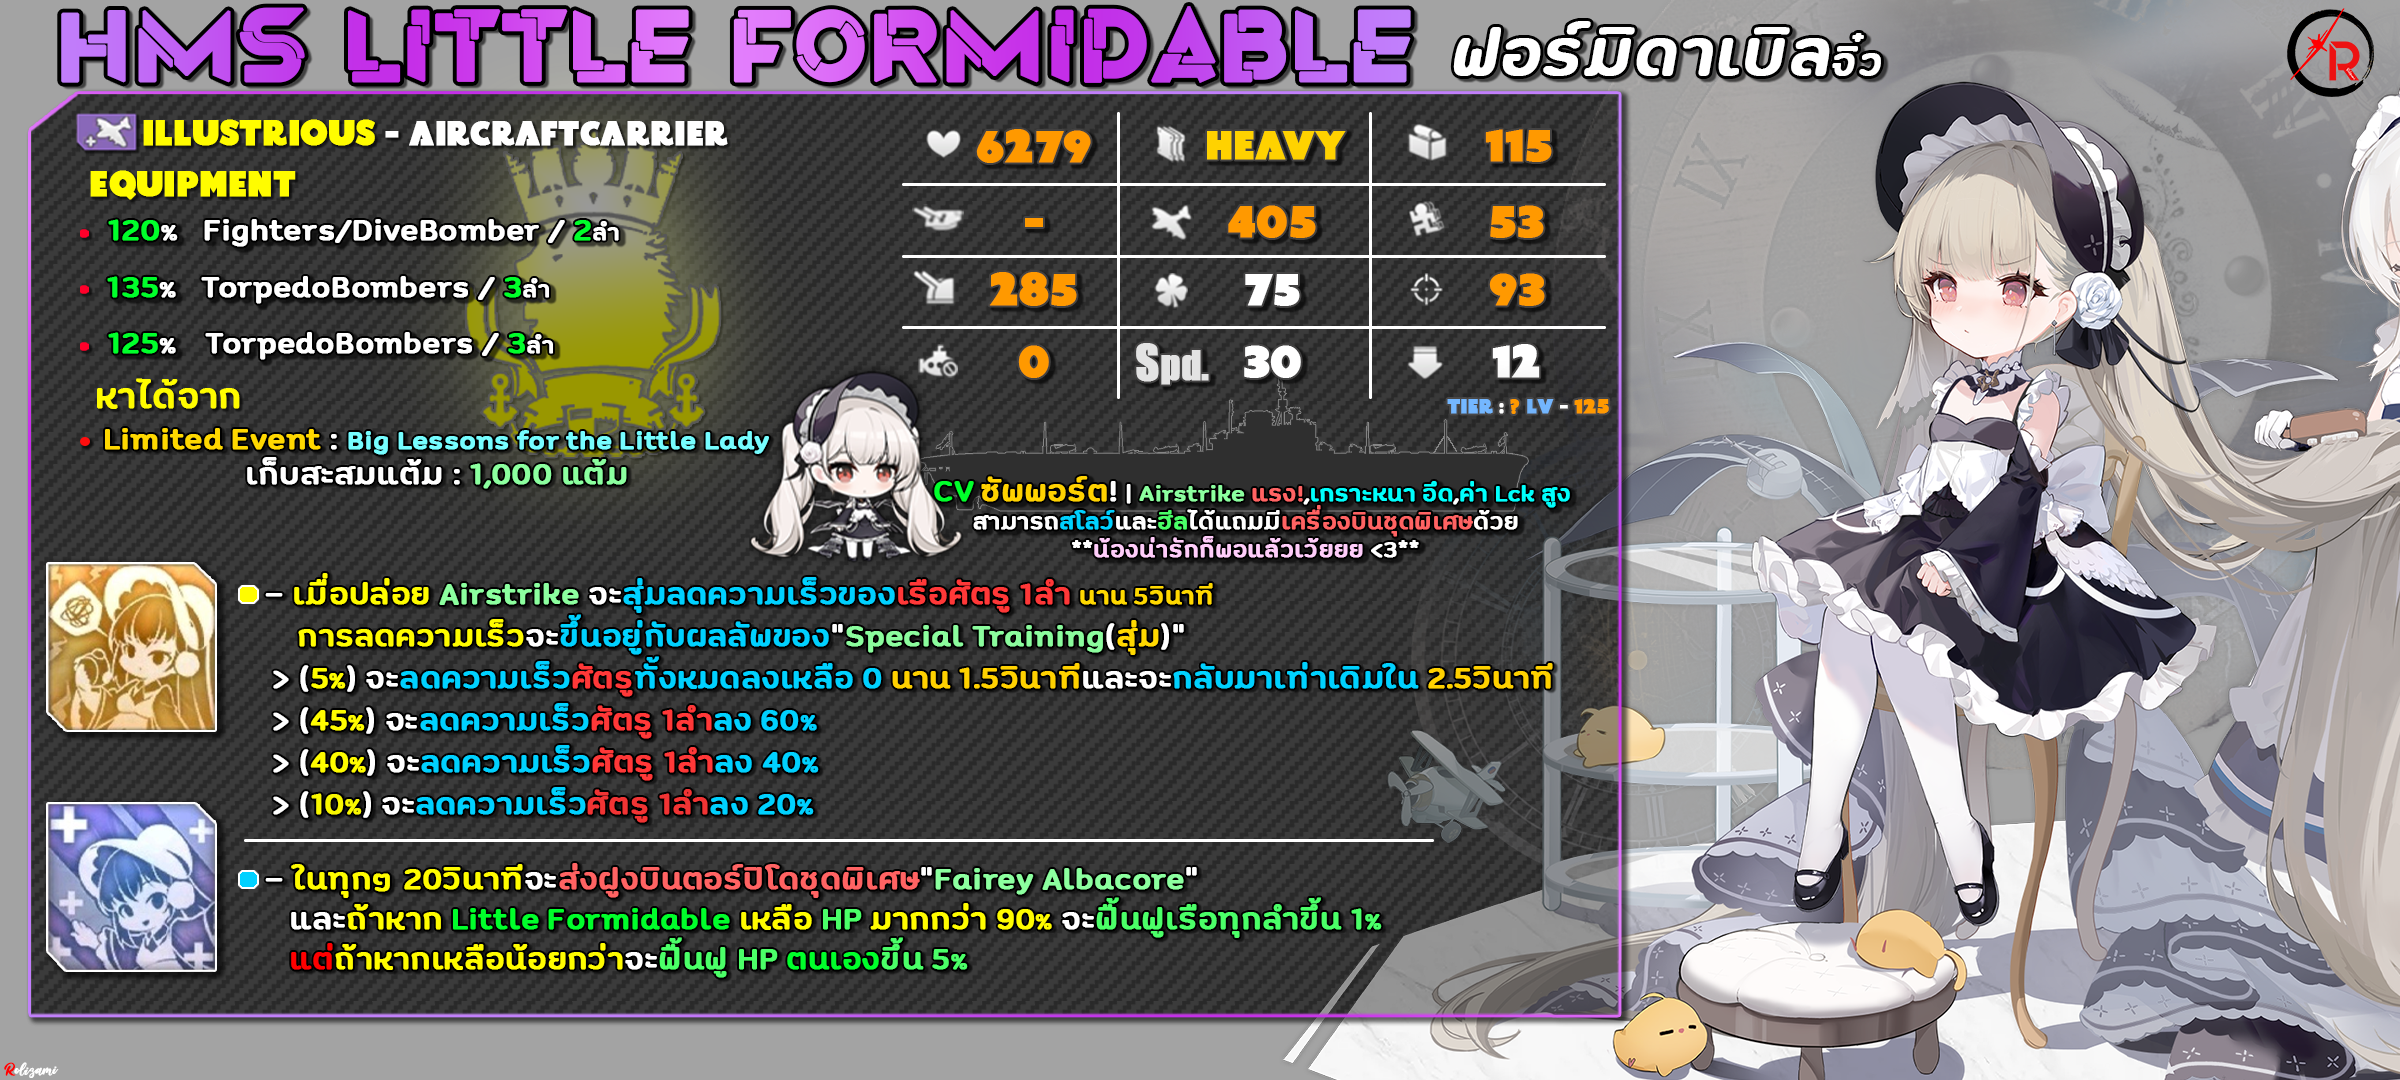 HMS LITTLE FORMIDABLE ฟอร์มิดาเบิลจิ๋ว
R
ILLUSTRIOUS - AIRCRAFTCARRIER
EQUIPMENT
120% Fighters/DiveBomber / 2ลำ
135% TorpedoBombers / 3ลำ
125% TorpedoBombers / 3ลำ
หาได้จาก
Limited Event : Big Lessons for the Little Lady
เก็บสะสมแต้ม : 1,000 แต้ม
6279 HEAVY 115
- 405 53
285 75 93
0 Spd. 30 12
TIER : ? LV - 125
CV ซัพพอร์ต! | Airstrike แรง!,เกราะหนา อึด,ค่า Lck สูง
สามารถสโลว์และฮีลได้แถมมีเครื่องบินชุดพิเศษด้วย
**น้องน่ารักก็พอแล้วเว้ยยย <3**
– เมื่อปล่อย Airstrike จะสุ่มลดความเร็วของเรือศัตรู 1ลำ นาน 5วินาที
การลดความเร็วจะขึ้นอยู่กับผลลัพของ"Special Training(สุ่ม)"
> (5%) จะลดความเร็วศัตรูทั้งหมดลงเหลือ 0 นาน 1.5วินาทีและจะกลับมาเท่าเดิมใน 2.5วินาที
> (45%) จะลดความเร็วศัตรู 1ลำลง 60%
> (40%) จะลดความเร็วศัตรู 1ลำลง 40%
> (10%) จะลดความเร็วศัตรู 1ลำลง 20%
– ในทุกๆ 20วินาทีจะส่งฝูงบินตอร์ปิโดชุดพิเศษ"Fairey Albacore"
และถ้าหาก Little Formidable เหลือ HP มากกว่า 90% จะฟื้นฟูเรือทุกลำขึ้น 1%
แต่ถ้าหากเหลือน้อยกว่าจะฟื้นฟู HP ตนเองขึ้น 5%
Rolizami